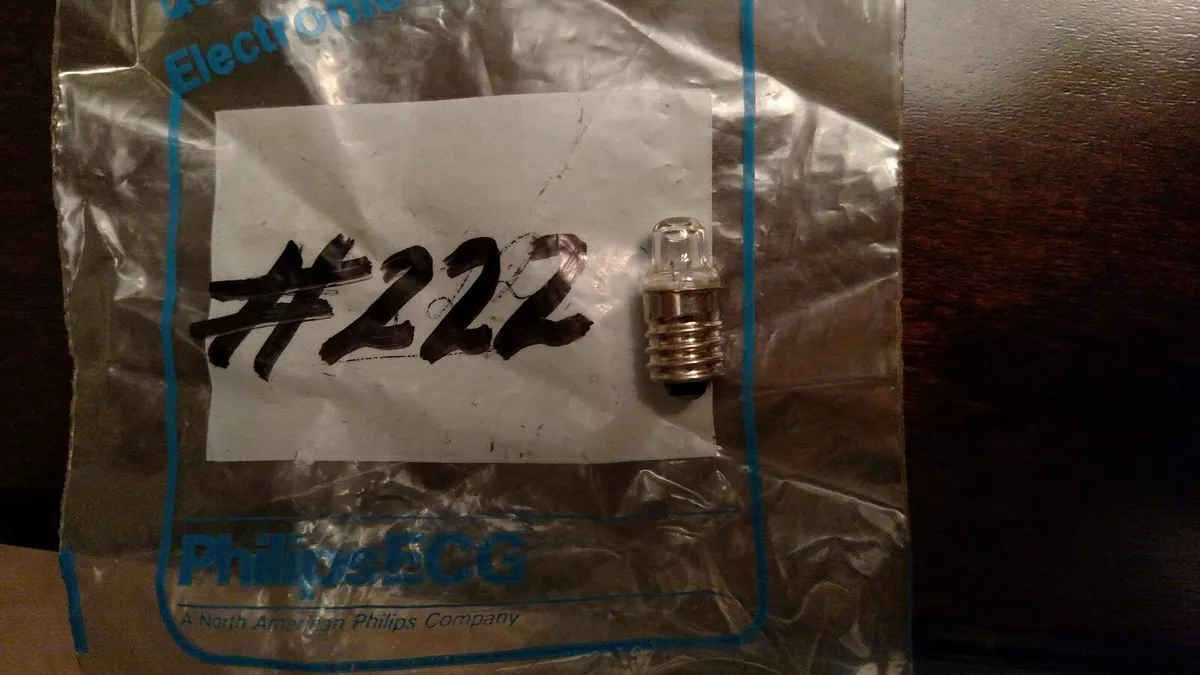 Electronic
#222
PhilipsECG
A North American Philips Company